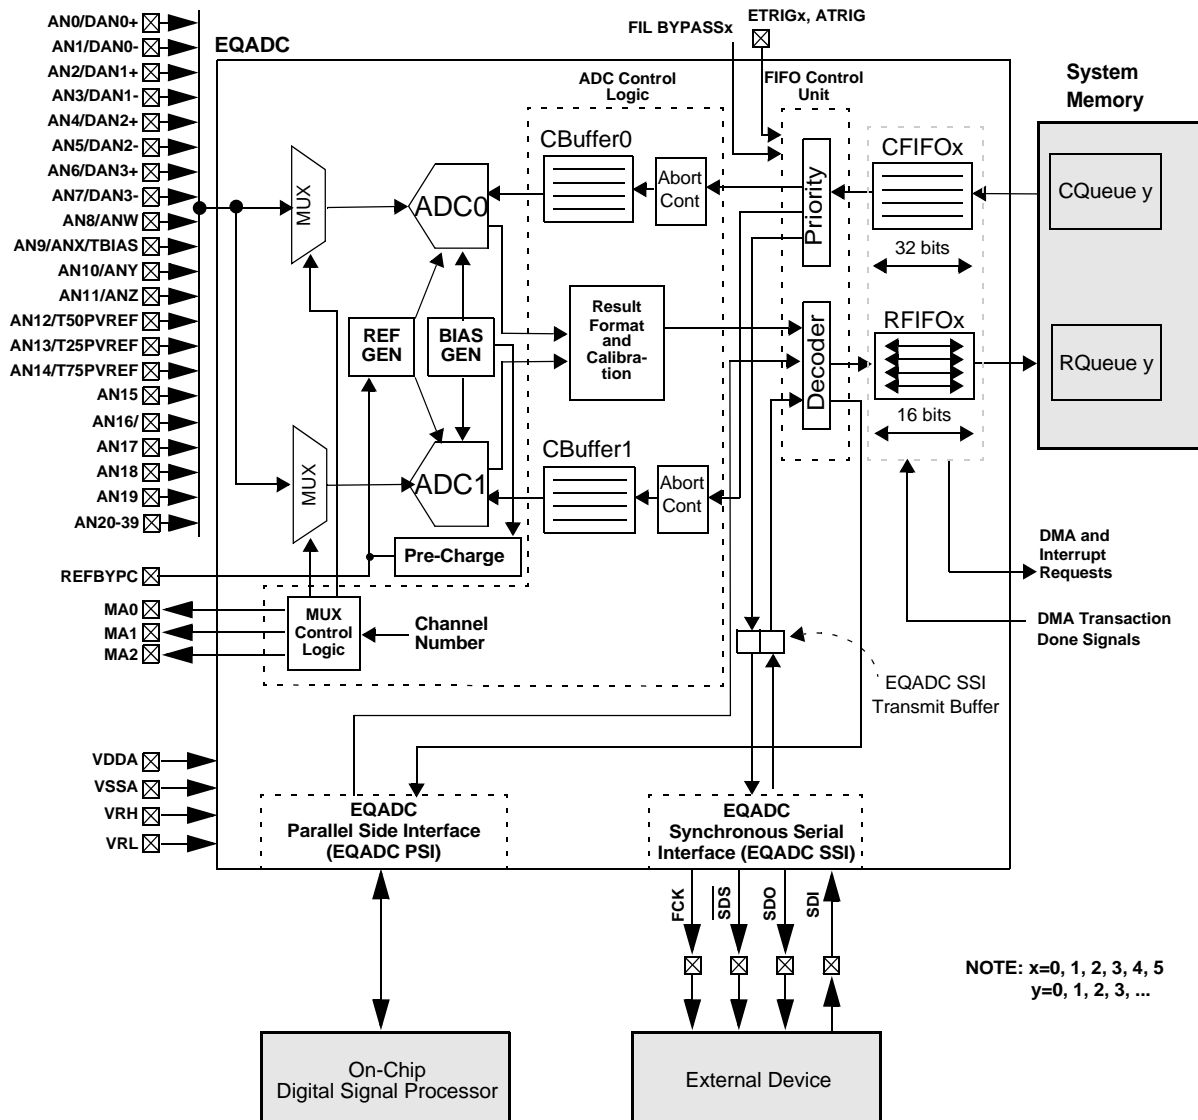 AN0/DAN0+
AN1/DAN0-
AN2/DAN1+
AN3/DAN1-
AN4/DAN2+
AN5/DAN2-
AN6/DAN3+
AN7/DAN3-
AN8/ANW
AN9/ANX/TBIAS
AN10/ANY
AN11/ANZ
AN12/T50PVREF
AN13/T25PVREF
AN14/T75PVREF
AN15
AN16/
AN17
AN18
AN19
AN20-39
REFBYPC
MA0
MA1
MA2
VDDA
VSSA
VRH
VRL
EQADC
FIL BYPASSx
ETRIGx, ATRIG
ADC Control
Logic
FIFO Control
Unit
System
Memory
MUX
ADC0
CBuffer0
Abort
Cont
Priority
CFIFOx
32 bits
CQueue y
REF
GEN
BIAS
GEN
Result
Format
and
Calibra-
tion
Decoder
RFIFOx
16 bits
RQueue y
MUX
ADC1
CBuffer1
Abort
Cont
Pre-Charge
MUX
Control
Logic
Channel
Number
DMA and
Interrupt
Requests
DMA Transaction
Done Signals
EQADC SSI
Transmit Buffer
EQADC
Parallel Side Interface
(EQADC PSI)
EQADC
Synchronous Serial
Interface (EQADC SSI)
FCK
SDS
SDO
SDI
NOTE: x=0, 1, 2, 3, 4, 5
y=0, 1, 2, 3, ...
On-Chip
Digital Signal Processor
External Device